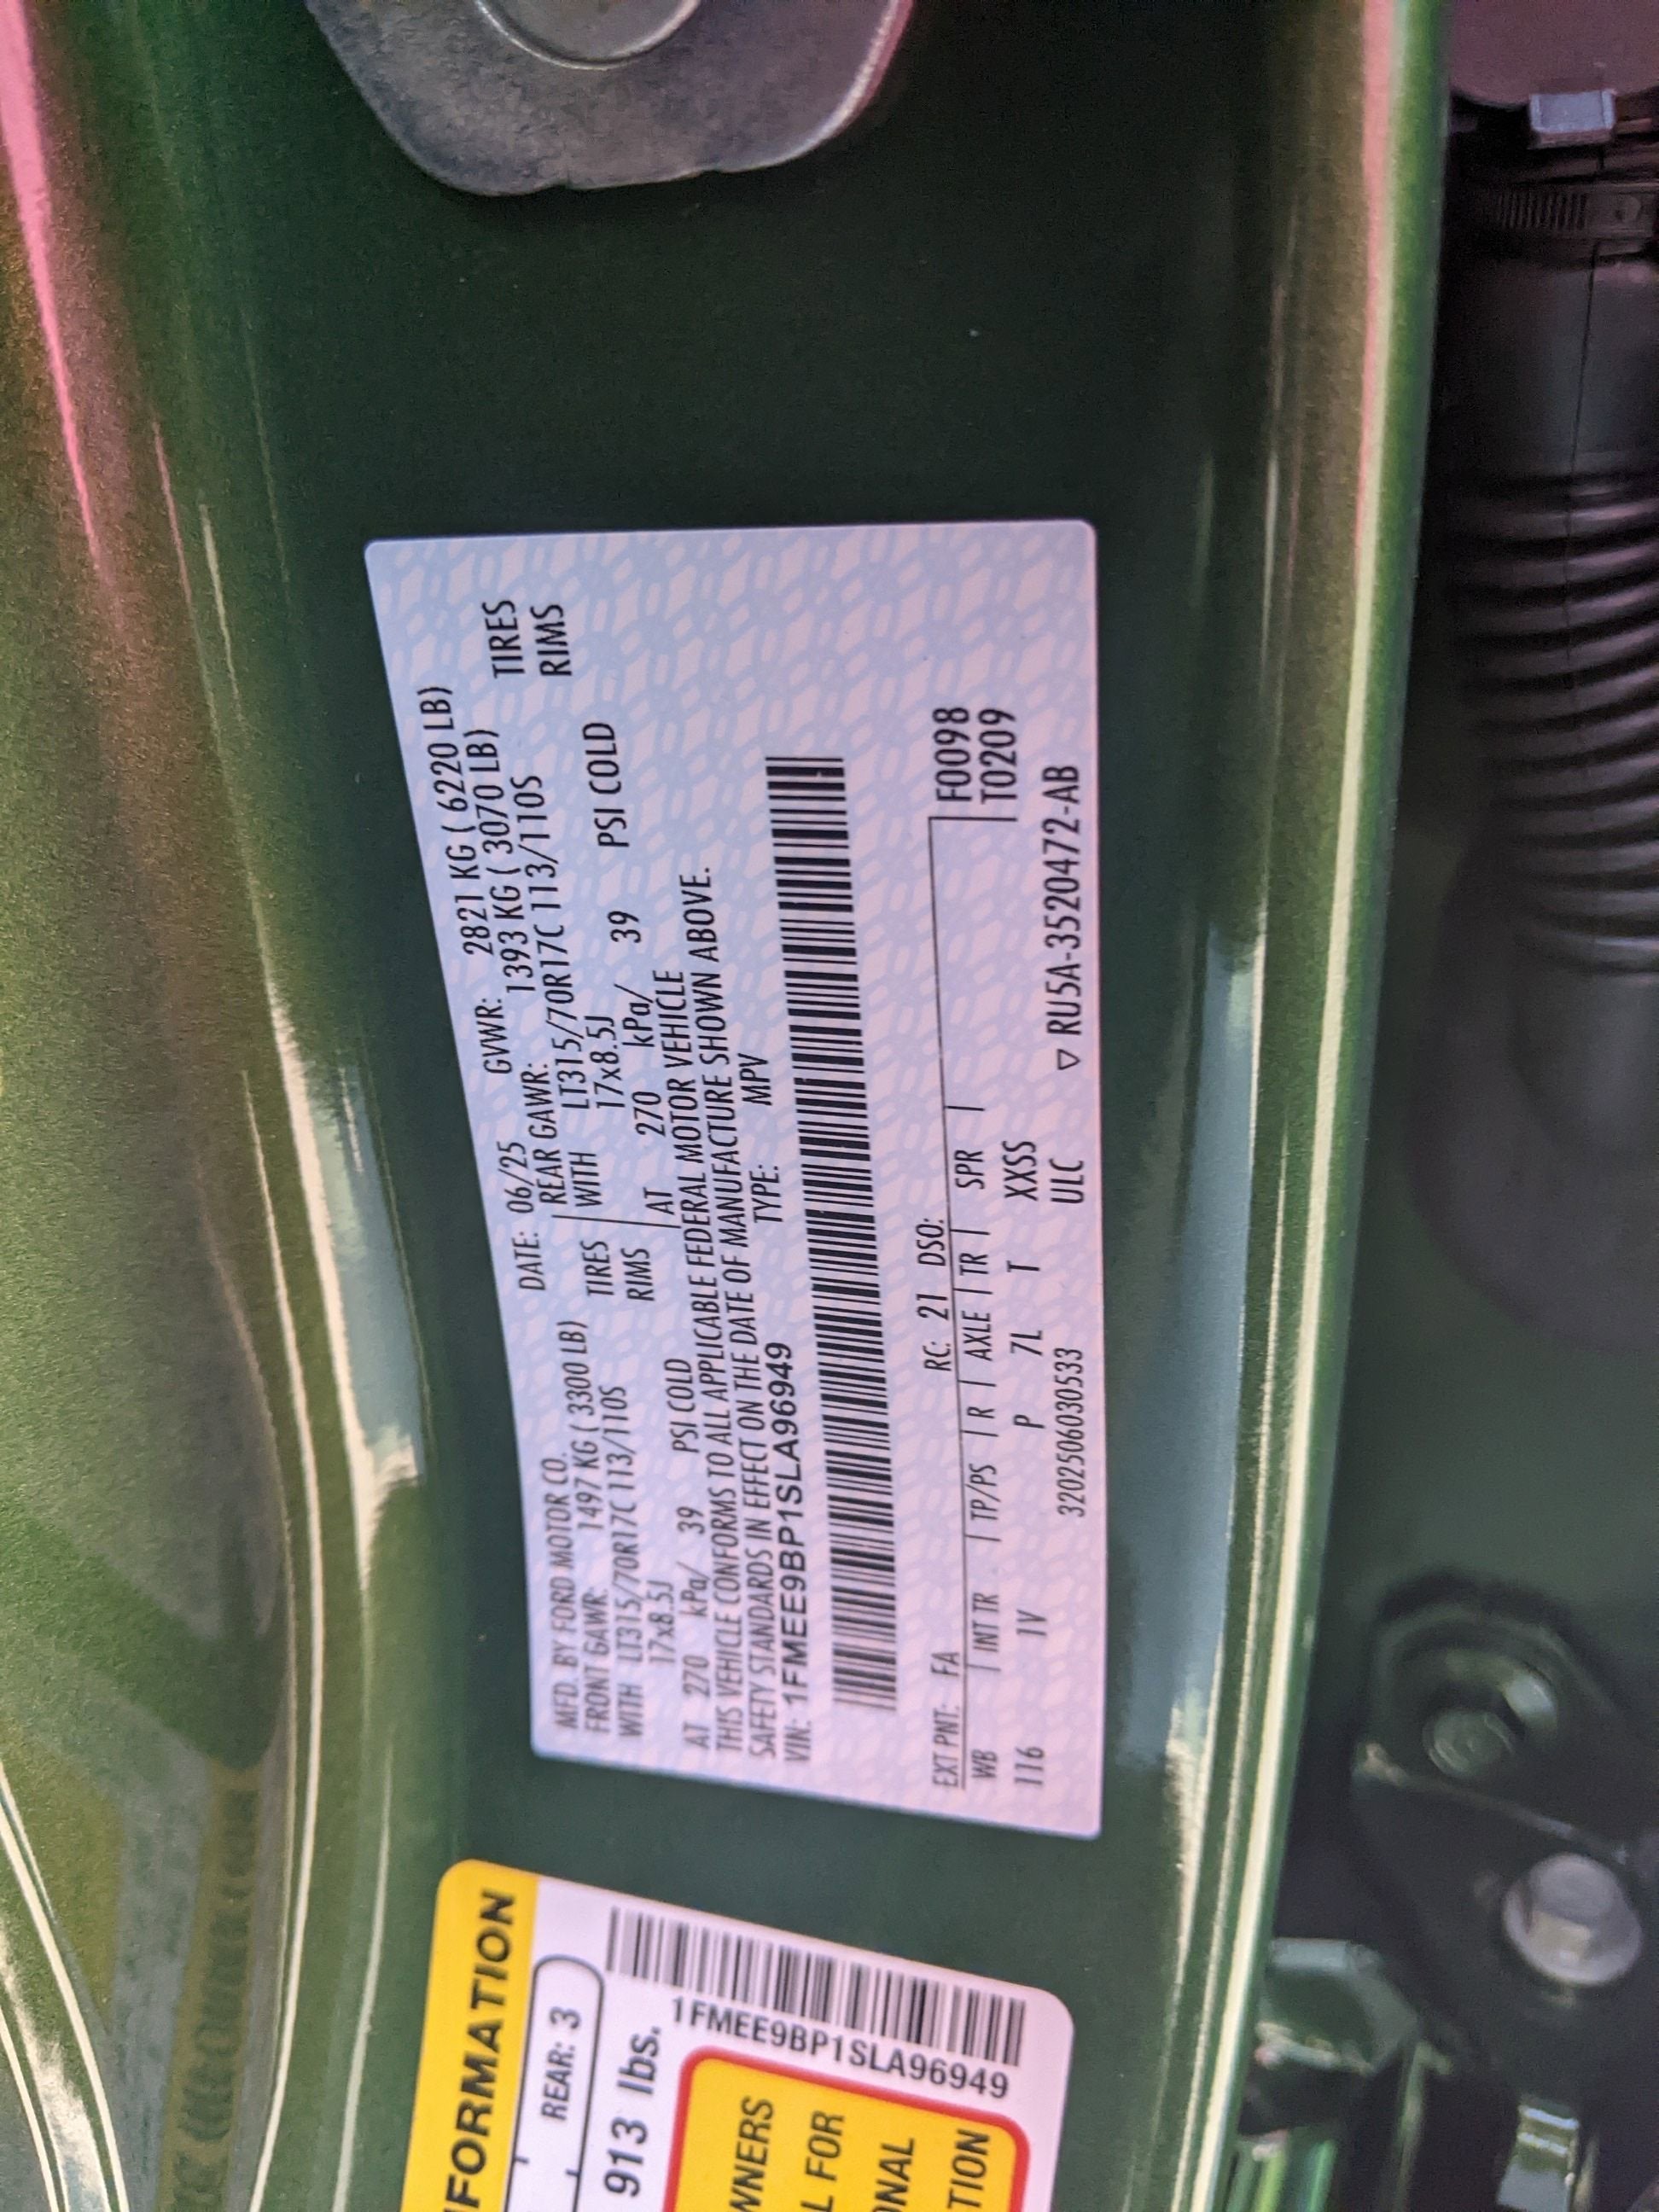 MFD. BY FORD MOTOR CO.
DATE: 06/25 GVWR: 2821 KG ( 6220 LB)
FRONT GAWR: 1497 KG ( 3300 LB) REAR GAWR: 1393 KG ( 3070 LB)
WITH LT315/70R17C 113/110S TIRES WITH LT315/70R17C 113/110S TIRES
17x8.5J RIMS 17x8.5J RIMS
AT 270 kPa/ 39 PSI COLD AT 270 kPa/ 39 PSI COLD
THIS VEHICLE CONFORMS TO ALL APPLICABLE FEDERAL MOTOR VEHICLE
SAFETY STANDARDS IN EFFECT ON THE DATE OF MANUFACTURE SHOWN ABOVE.
VIN: 1FMEE9BP1SLA96949 TYPE: MPV
EXT PNT: FA RC: 21 DSO: F0098
WB INT TR TP/PS R AXLE TR SPR T0209
116 1V P 7L T XXSS
3202506030533 ULC ▽ RU5A-3520472-AB
FORMATION
REAR: 3
913 lbs.
1FMEE9BP1SLA96949
WNERS
L FOR
ONAL
TION